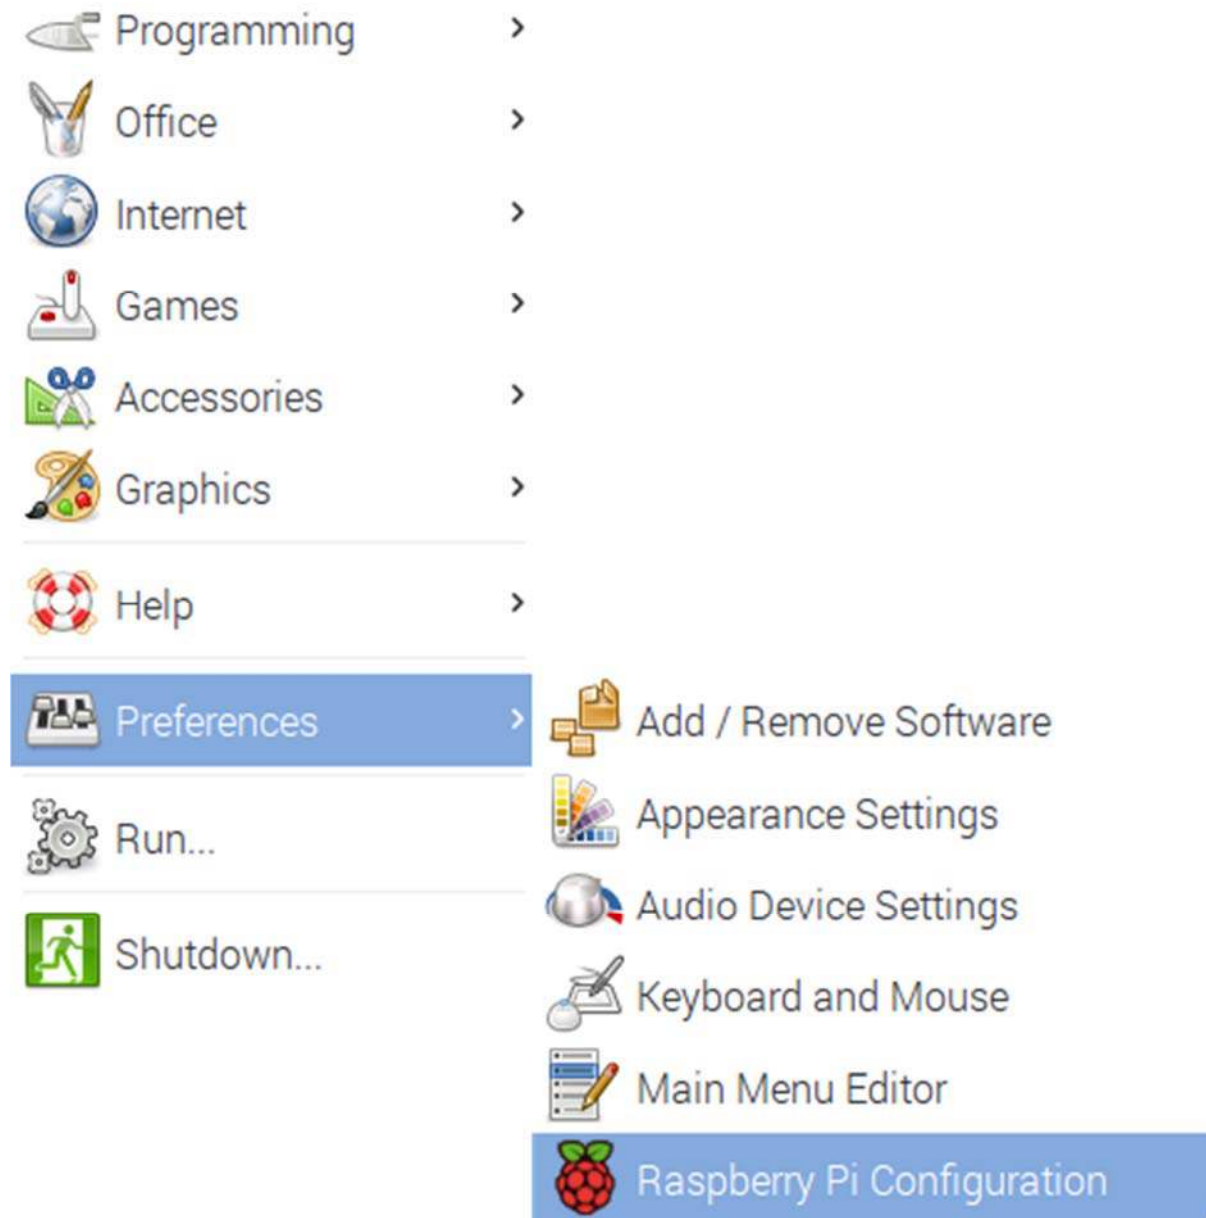 Programming
Office
Internet
Games
Accessories
Graphics
Help
Preferences
Run...
Shutdown...
Add / Remove Software
Appearance Settings
Audio Device Settings
Keyboard and Mouse
Main Menu Editor
Raspberry Pi Configuration